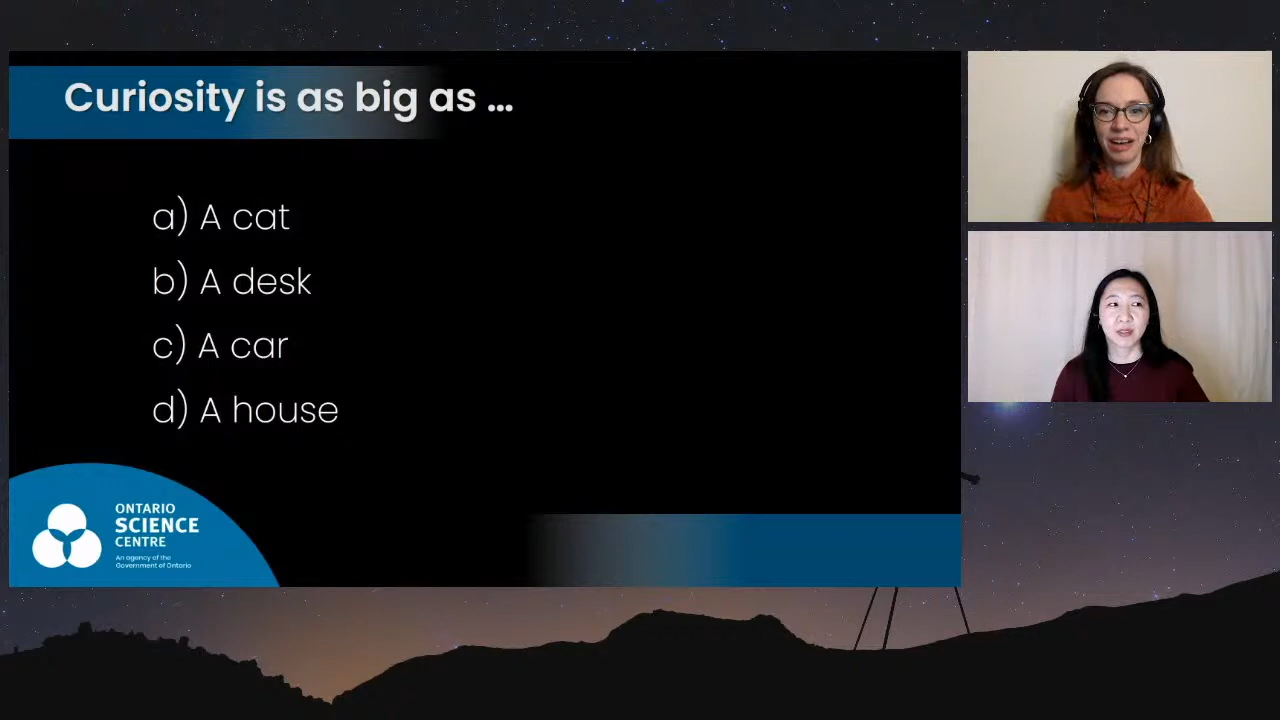 Curiosity is as big as ...
a) A cat
b) A desk
c) A car
d) A house
ONTARIO
SCIENCE
CENTRE
An agency of the
Government of Ontario